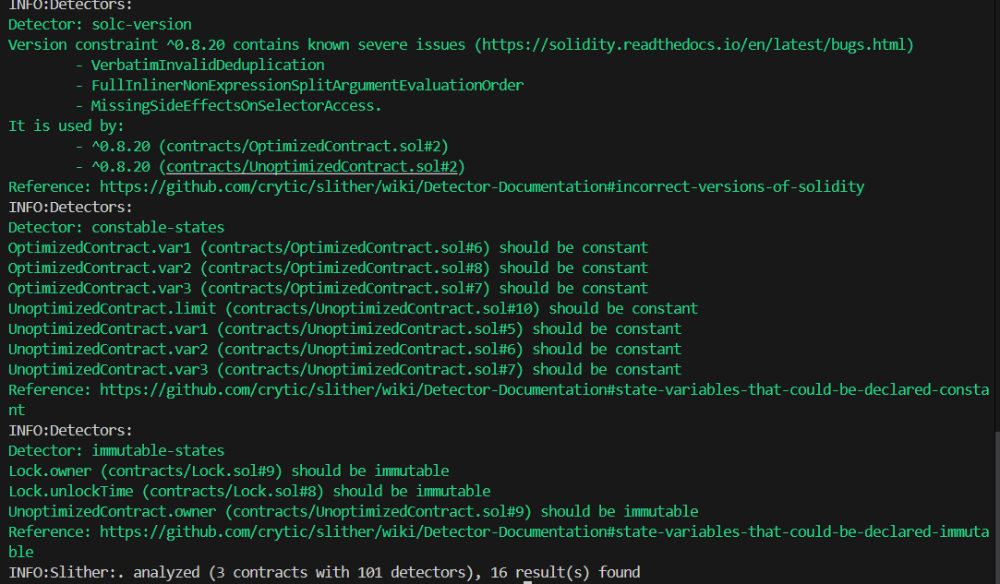 INFO:Detectors:
Detector: solc-version
Version constraint ^0.8.20 contains known severe issues (https://solidity.readthedocs.io/en/latest/bugs.html)
- VerbatimInvalidDeduplication
- FullInlinerNonExpressionSplitArgumentEvaluationOrder
- MissingSideEffectsOnSelectorAccess.
It is used by:
- ^0.8.20 (contracts/OptimizedContract.sol#2)
- ^0.8.20 (contracts/UnoptimizedContract.sol#2)
Reference: https://github.com/crytic/slither/wiki/Detector-Documentation#incorrect-versions-of-solidity
INFO:Detectors:
Detector: constable-states
OptimizedContract.var1 (contracts/OptimizedContract.sol#6) should be constant
OptimizedContract.var2 (contracts/OptimizedContract.sol#8) should be constant
OptimizedContract.var3 (contracts/OptimizedContract.sol#7) should be constant
UnoptimizedContract.limit (contracts/UnoptimizedContract.sol#10) should be constant
UnoptimizedContract.var1 (contracts/UnoptimizedContract.sol#5) should be constant
UnoptimizedContract.var2 (contracts/UnoptimizedContract.sol#6) should be constant
UnoptimizedContract.var3 (contracts/UnoptimizedContract.sol#7) should be constant
Reference: https://github.com/crytic/slither/wiki/Detector-Documentation#state-variables-that-could-be-declared-consta
nt
INFO:Detectors:
Detector: immutable-states
Lock.owner (contracts/Lock.sol#9) should be immutable
Lock.unlockTime (contracts/Lock.sol#8) should be immutable
UnoptimizedContract.owner (contracts/UnoptimizedContract.sol#9) should be immutable
Reference: https://github.com/crytic/slither/wiki/Detector-Documentation#state-variables-that-could-be-declared-immuta
ble
INFO:Slither:. analyzed (3 contracts with 101 detectors), 16 result(s) found